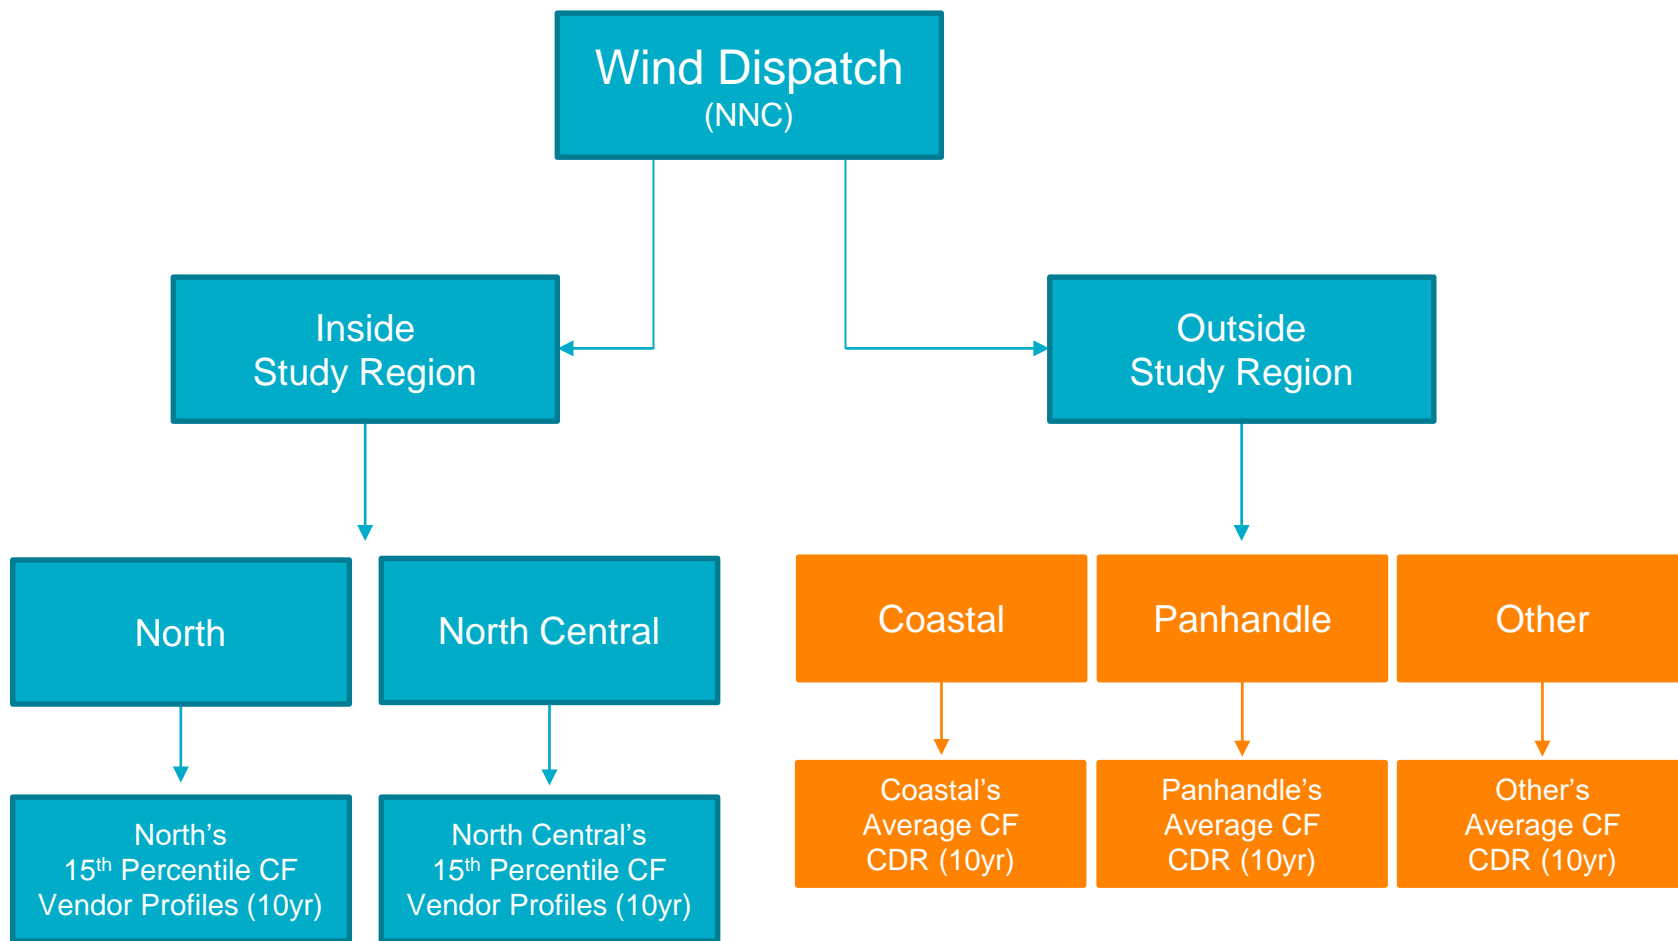 Wind Dispatch
(NNC)
Inside
Study Region
Outside
Study Region
North
North Central
Coastal
Panhandle
Other
North's
15th Percentile CF
Vendor Profiles (10yr)
North Central's
15th Percentile CF
Vendor Profiles (10yr)
Coastal's
Average CF
CDR (10yr)
Panhandle's
Average CF
CDR (10yr)
Other's
Average CF
CDR (10yr)